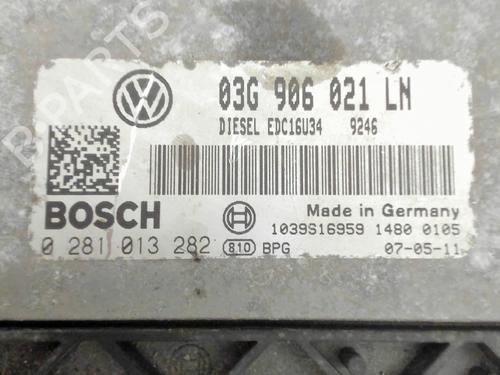 03G 906 021 LN
DIESEL EDC16U34 9246
BOSCH
Made in Germany
1039S16959 1480 0105
0 281 013 282 810 BPG 07-05-11